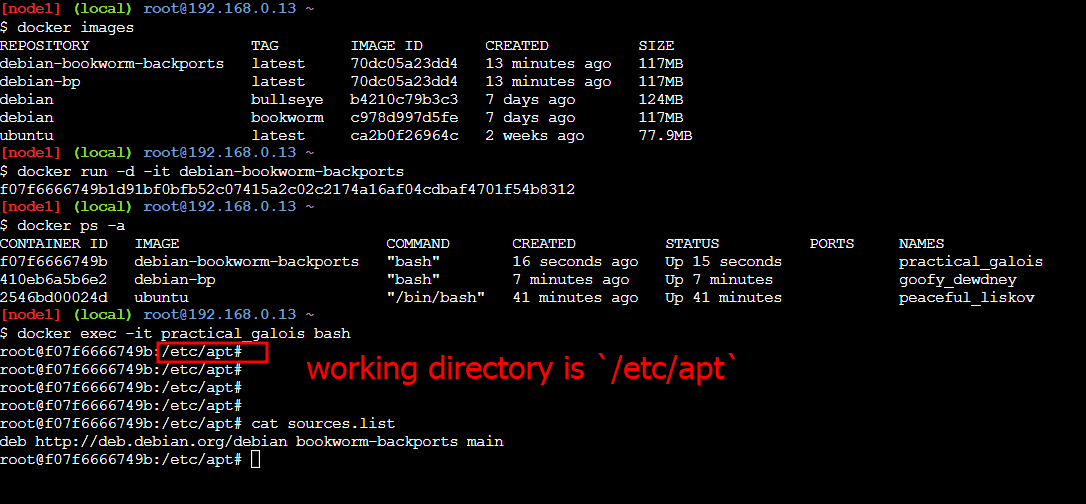 [node1] (local) root@192.168.0.13 ~
$ docker images
REPOSITORY                  TAG        IMAGE ID       CREATED          SIZE
debian-bookworm-backports   latest     70dc05a23dd4   13 minutes ago   117MB
debian-bp                   latest     70dc05a23dd4   13 minutes ago   117MB
debian                      bullseye   b4210c79b3c3   7 days ago       124MB
debian                      bookworm   c978d997d5fe   7 days ago       117MB
ubuntu                      latest     ca2b0f26964c   2 weeks ago      77.9MB
[node1] (local) root@192.168.0.13 ~
$ docker run -d -it debian-bookworm-backports
f07f6666749b1d91bf0bfb52c07415a2c02c2174a16af04cdbaf4701f54b8312
[node1] (local) root@192.168.0.13 ~
$ docker ps -a
CONTAINER ID   IMAGE                       COMMAND       CREATED          STATUS          PORTS     NAMES
f07f6666749b   debian-bookworm-backports   "bash"        16 seconds ago   Up 15 seconds             practical_galois
410eb6a5b6e2   debian-bp                   "bash"        7 minutes ago    Up 7 minutes              goofy_dewdney
2546bd00024d   ubuntu                      "/bin/bash"   41 minutes ago   Up 41 minutes             peaceful_liskov
[node1] (local) root@192.168.0.13 ~
$ docker exec -it practical_galois bash
root@f07f6666749b:/etc/apt#
working directory is `/etc/apt`
root@f07f6666749b:/etc/apt#
root@f07f6666749b:/etc/apt#
root@f07f6666749b:/etc/apt#
root@f07f6666749b:/etc/apt# cat sources.list
deb http://deb.debian.org/debian bookworm-backports main
root@f07f6666749b:/etc/apt#